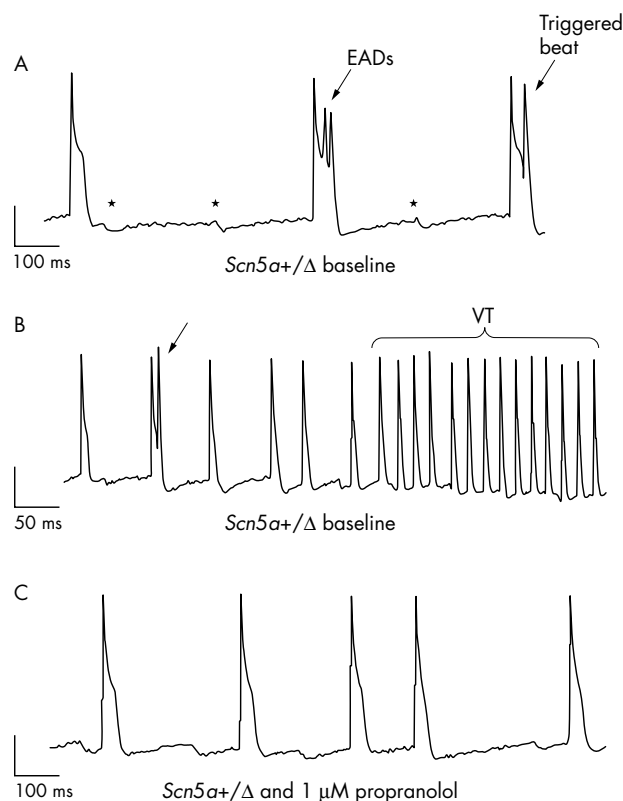 A
EADs
Triggered
beat
★ ★ ★
100 ms
Scn5a+/Δ baseline
B
VT
50 ms
Scn5a+/Δ baseline
C
100 ms
Scn5a+/Δ and 1 μM propranolol